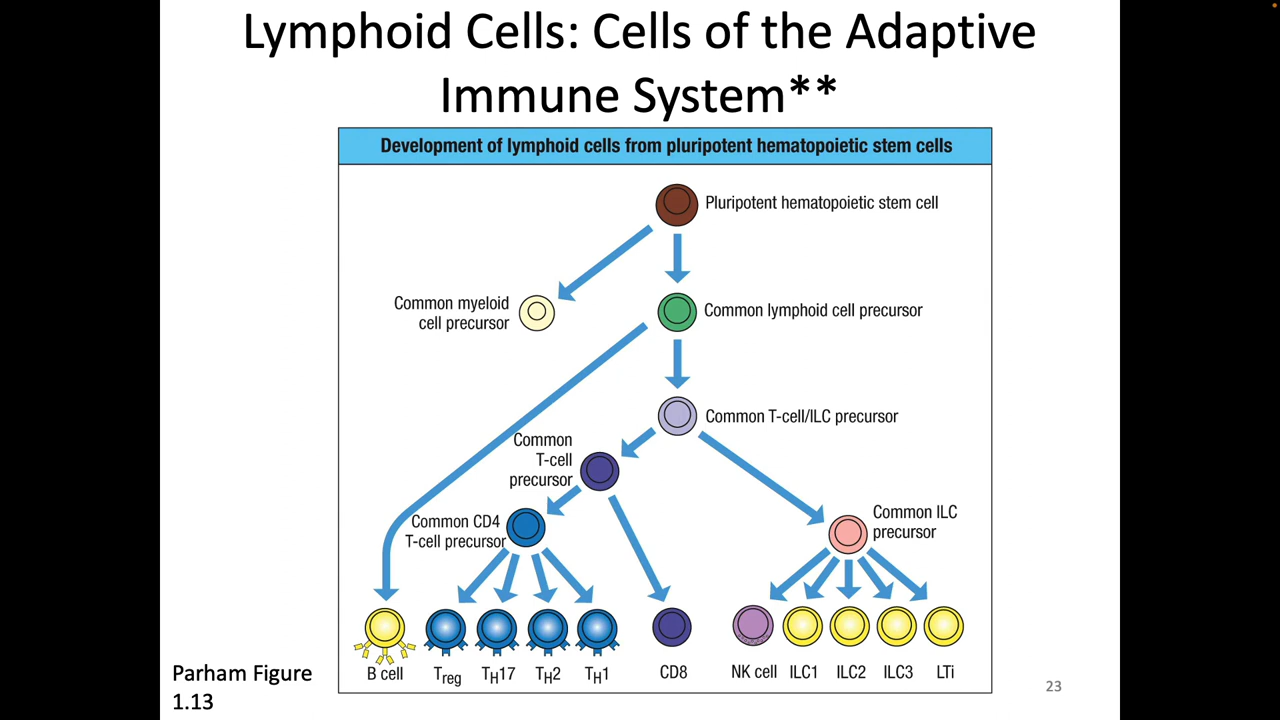 Lymphoid Cells: Cells of the Adaptive
Immune System**
Development of lymphoid cells from pluripotent hematopoietic stem cells
Pluripotent hematopoietic stem cell
Common myeloid
cell precursor
Common lymphoid cell precursor
Common T-cell/ILC precursor
Common
T-cell
precursor
Common CD4
T-cell precursor
Common ILC
precursor
B cell
Treg
TH17
TH2
TH1
CD8
NK cell
ILC1
ILC2
ILC3
LTi
Parham Figure
1.13
23